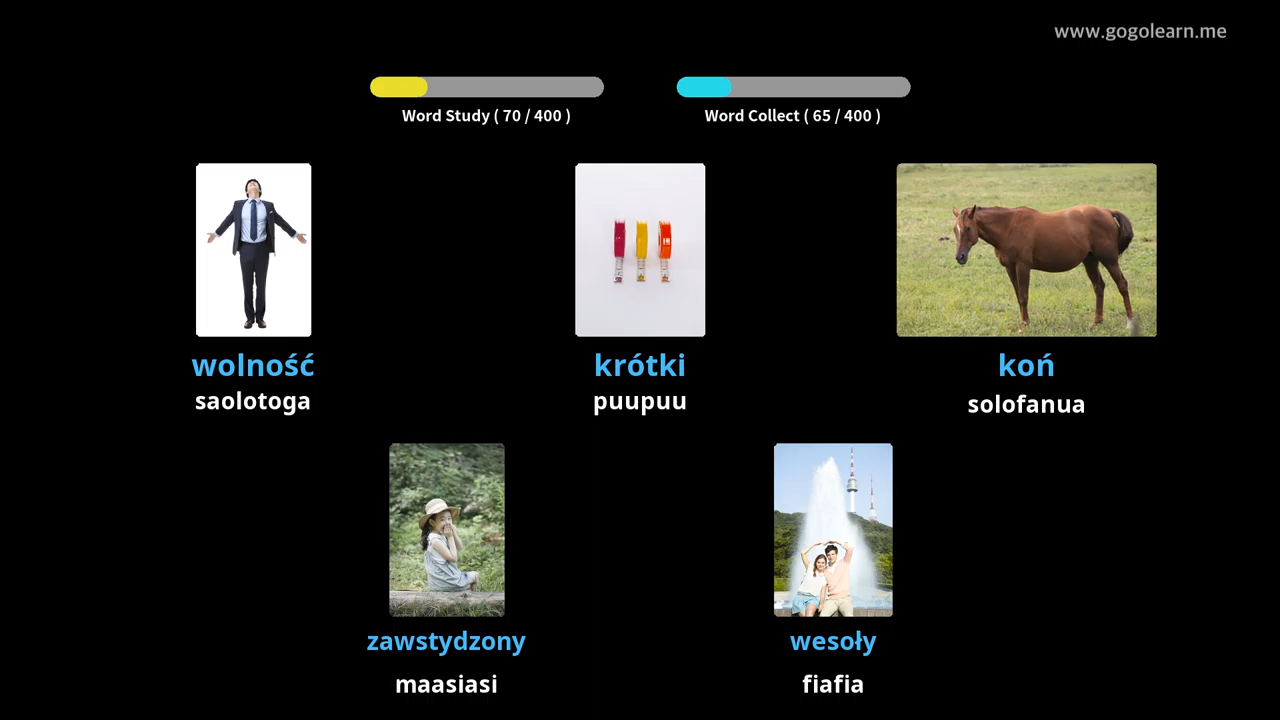 www.gogolearn.me
Word Study ( 70 / 400 )
Word Collect ( 65 / 400 )
wolność
saolotoga
krótki
puupuu
koń
solofanua
zawstydzony
maasiasi
wesoły
fiafia